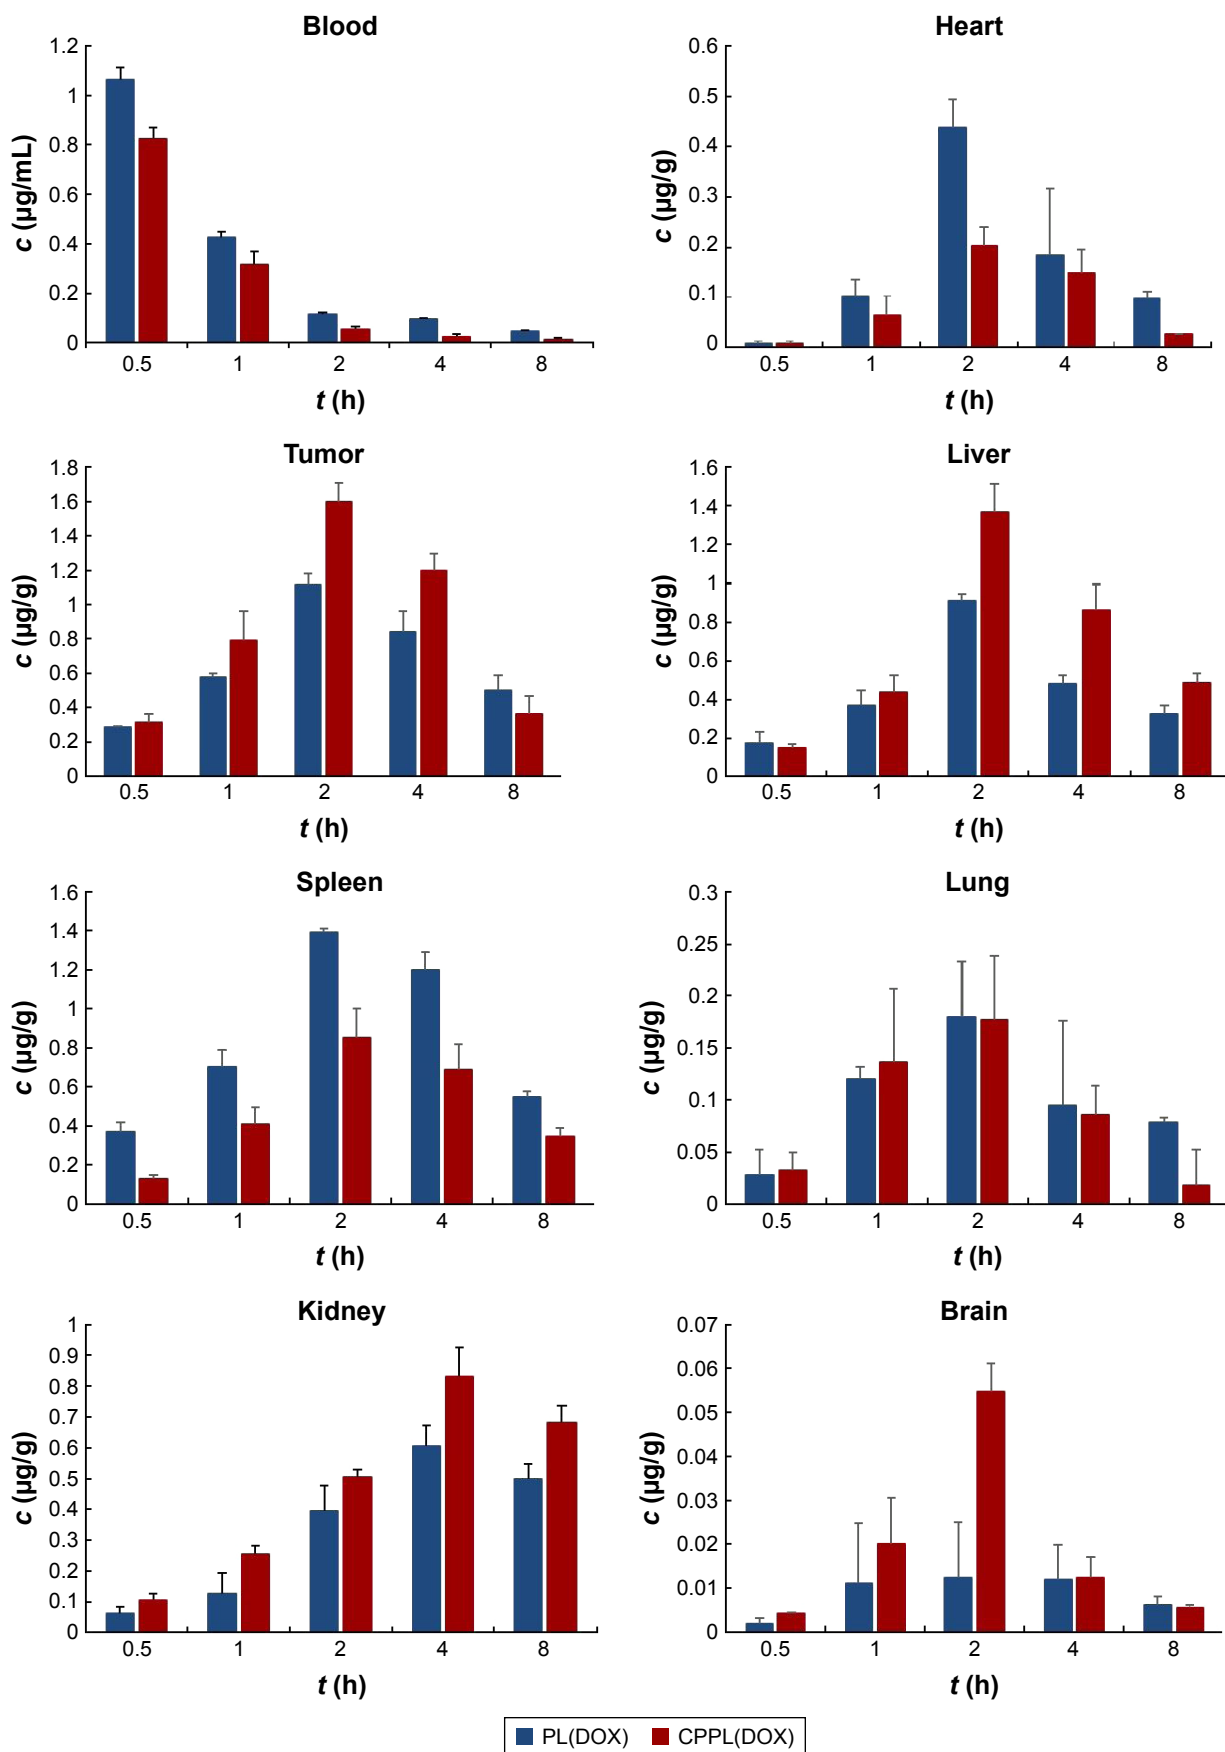 Blood
c (µg/mL)
1.2
1
0.8
0.6
0.4
0.2
0
0.5 1 2 4 8
t (h)
Heart
c (µg/g)
0.6
0.5
0.4
0.3
0.2
0.1
0
0.5 1 2 4 8
t (h)
Tumor
c (µg/g)
1.8
1.6
1.4
1.2
1
0.8
0.6
0.4
0.2
0
0.5 1 2 4 8
t (h)
Liver
c (µg/g)
1.6
1.4
1.2
1
0.8
0.6
0.4
0.2
0
0.5 1 2 4 8
t (h)
Spleen
c (µg/g)
1.6
1.4
1.2
1
0.8
0.6
0.4
0.2
0
0.5 1 2 4 8
t (h)
Lung
c (µg/g)
0.3
0.25
0.2
0.15
0.1
0.05
0
0.5 1 2 4 8
t (h)
Kidney
c (µg/g)
1
0.9
0.8
0.7
0.6
0.5
0.4
0.3
0.2
0.1
0
0.5 1 2 4 8
t (h)
Brain
c (µg/g)
0.07
0.06
0.05
0.04
0.03
0.02
0.01
0
0.5 1 2 4 8
t (h)
PL(DOX) CPPL(DOX)